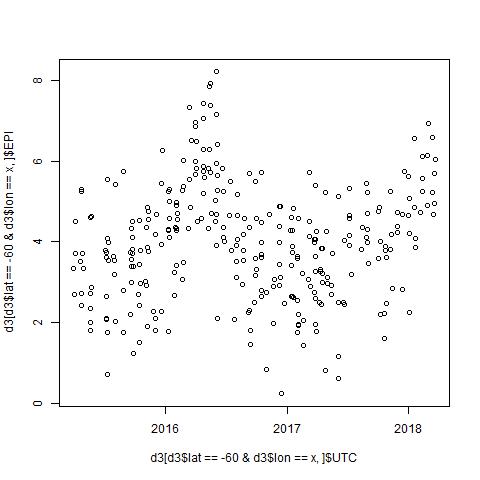 8
6
4
2
0
d3[d3$lat == -60 & d3$lon == x, ]$EPI
2016 2017 2018
d3[d3$lat == -60 & d3$lon == x, ]$UTC